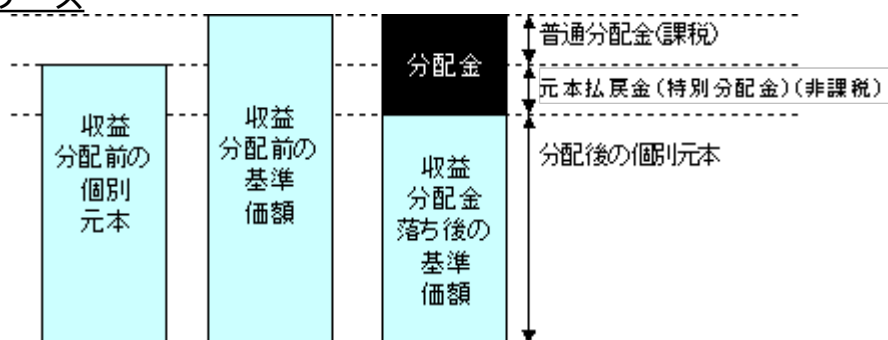 ケース
収益
分配前の
個別
元本
収益
分配前の
基準
価額
分配金
収益
分配金
落ち後の
基準
価額
普通分配金(課税)
元本払戻金(特別分配金)(非課税)
分配後の個別元本